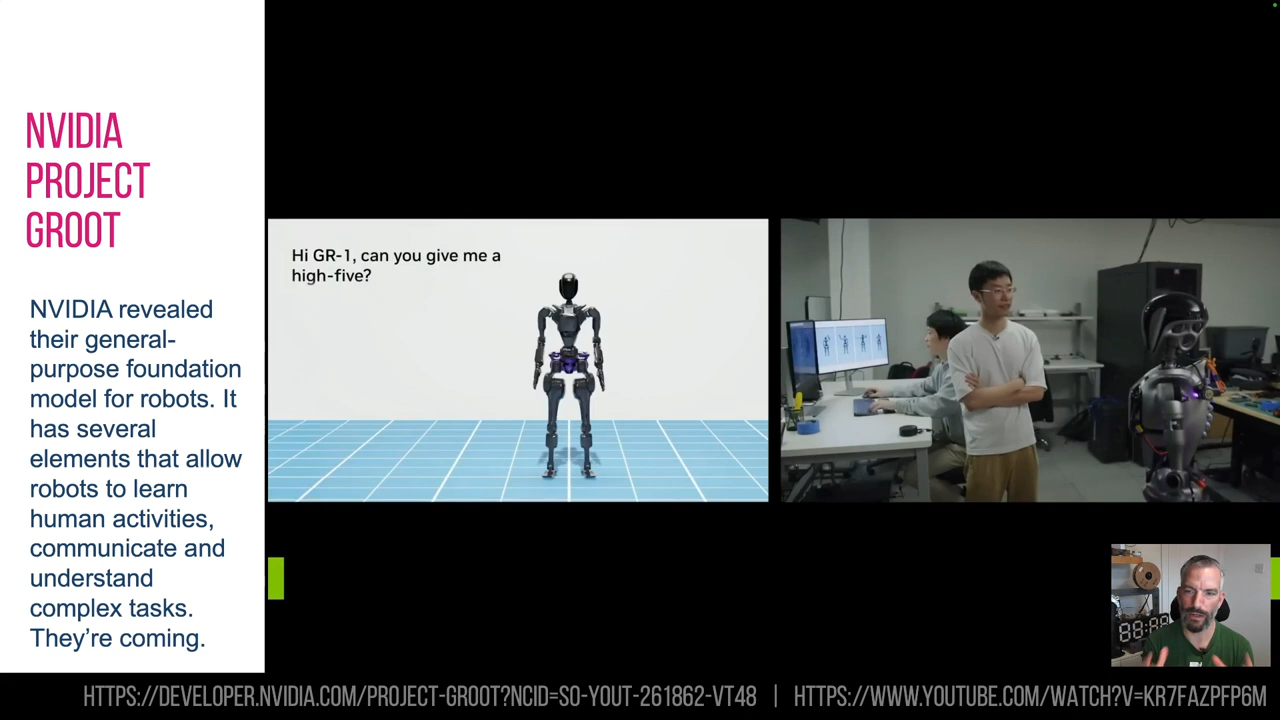 NVIDIA
PROJECT
GROOT
NVIDIA revealed
their general-
purpose foundation
model for robots. It
has several
elements that allow
robots to learn
human activities,
communicate and
understand
complex tasks.
They’re coming.
Hi GR-1, can you give me a
high-five?
HTTPS://DEVELOPER.NVIDIA.COM/PROJECT-GROOT?NCID=SO-YOUT-261862-VT48 | HTTPS://WWW.YOUTUBE.COM/WATCH?V=KR7FAZPFP6M